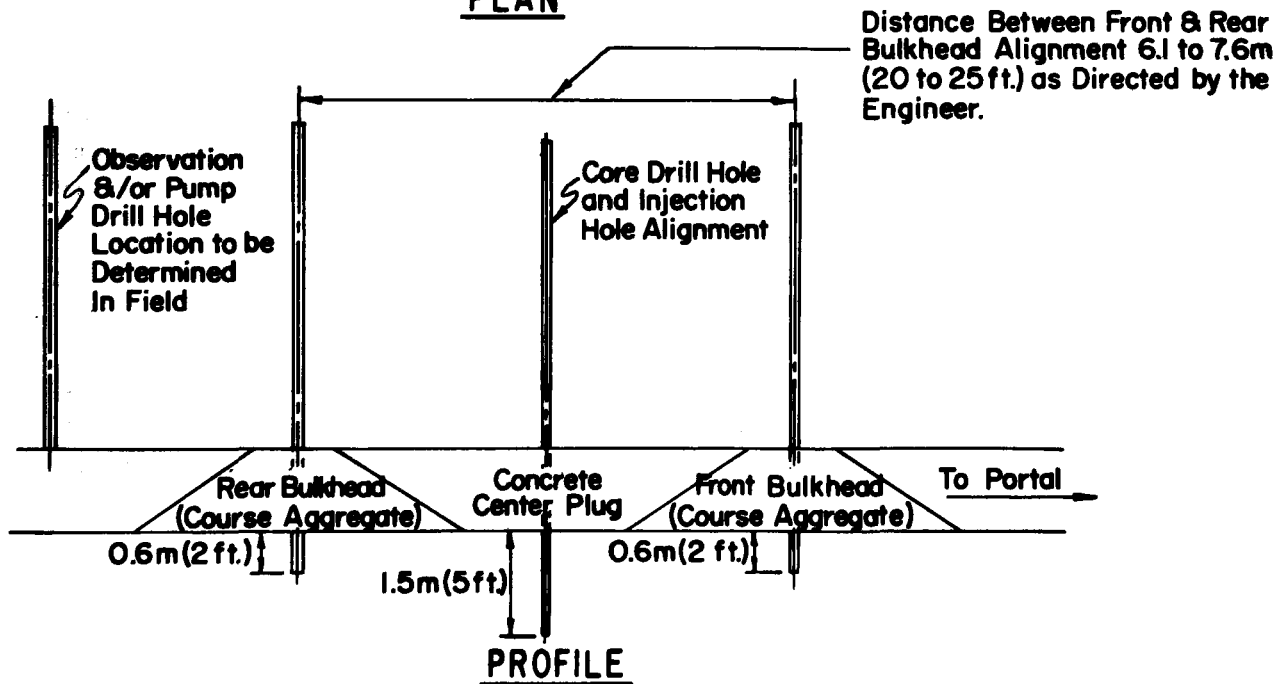 PLAN
Distance Between Front & Rear
Bulkhead Alignment 6.1 to 7.6m
(20 to 25 ft.) as Directed by the
Engineer.
Observation
&/or Pump
Drill Hole
Location to be
Determined
In Field
Core Drill Hole
and Injection
Hole Alignment
Rear Bulkhead
(Course Aggregate)
Concrete
Center Plug
Front Bulkhead
(Course Aggregate)
To Portal
0.6m (2 ft.)
1.5m (5ft.)
0.6m (2 ft.)
PROFILE